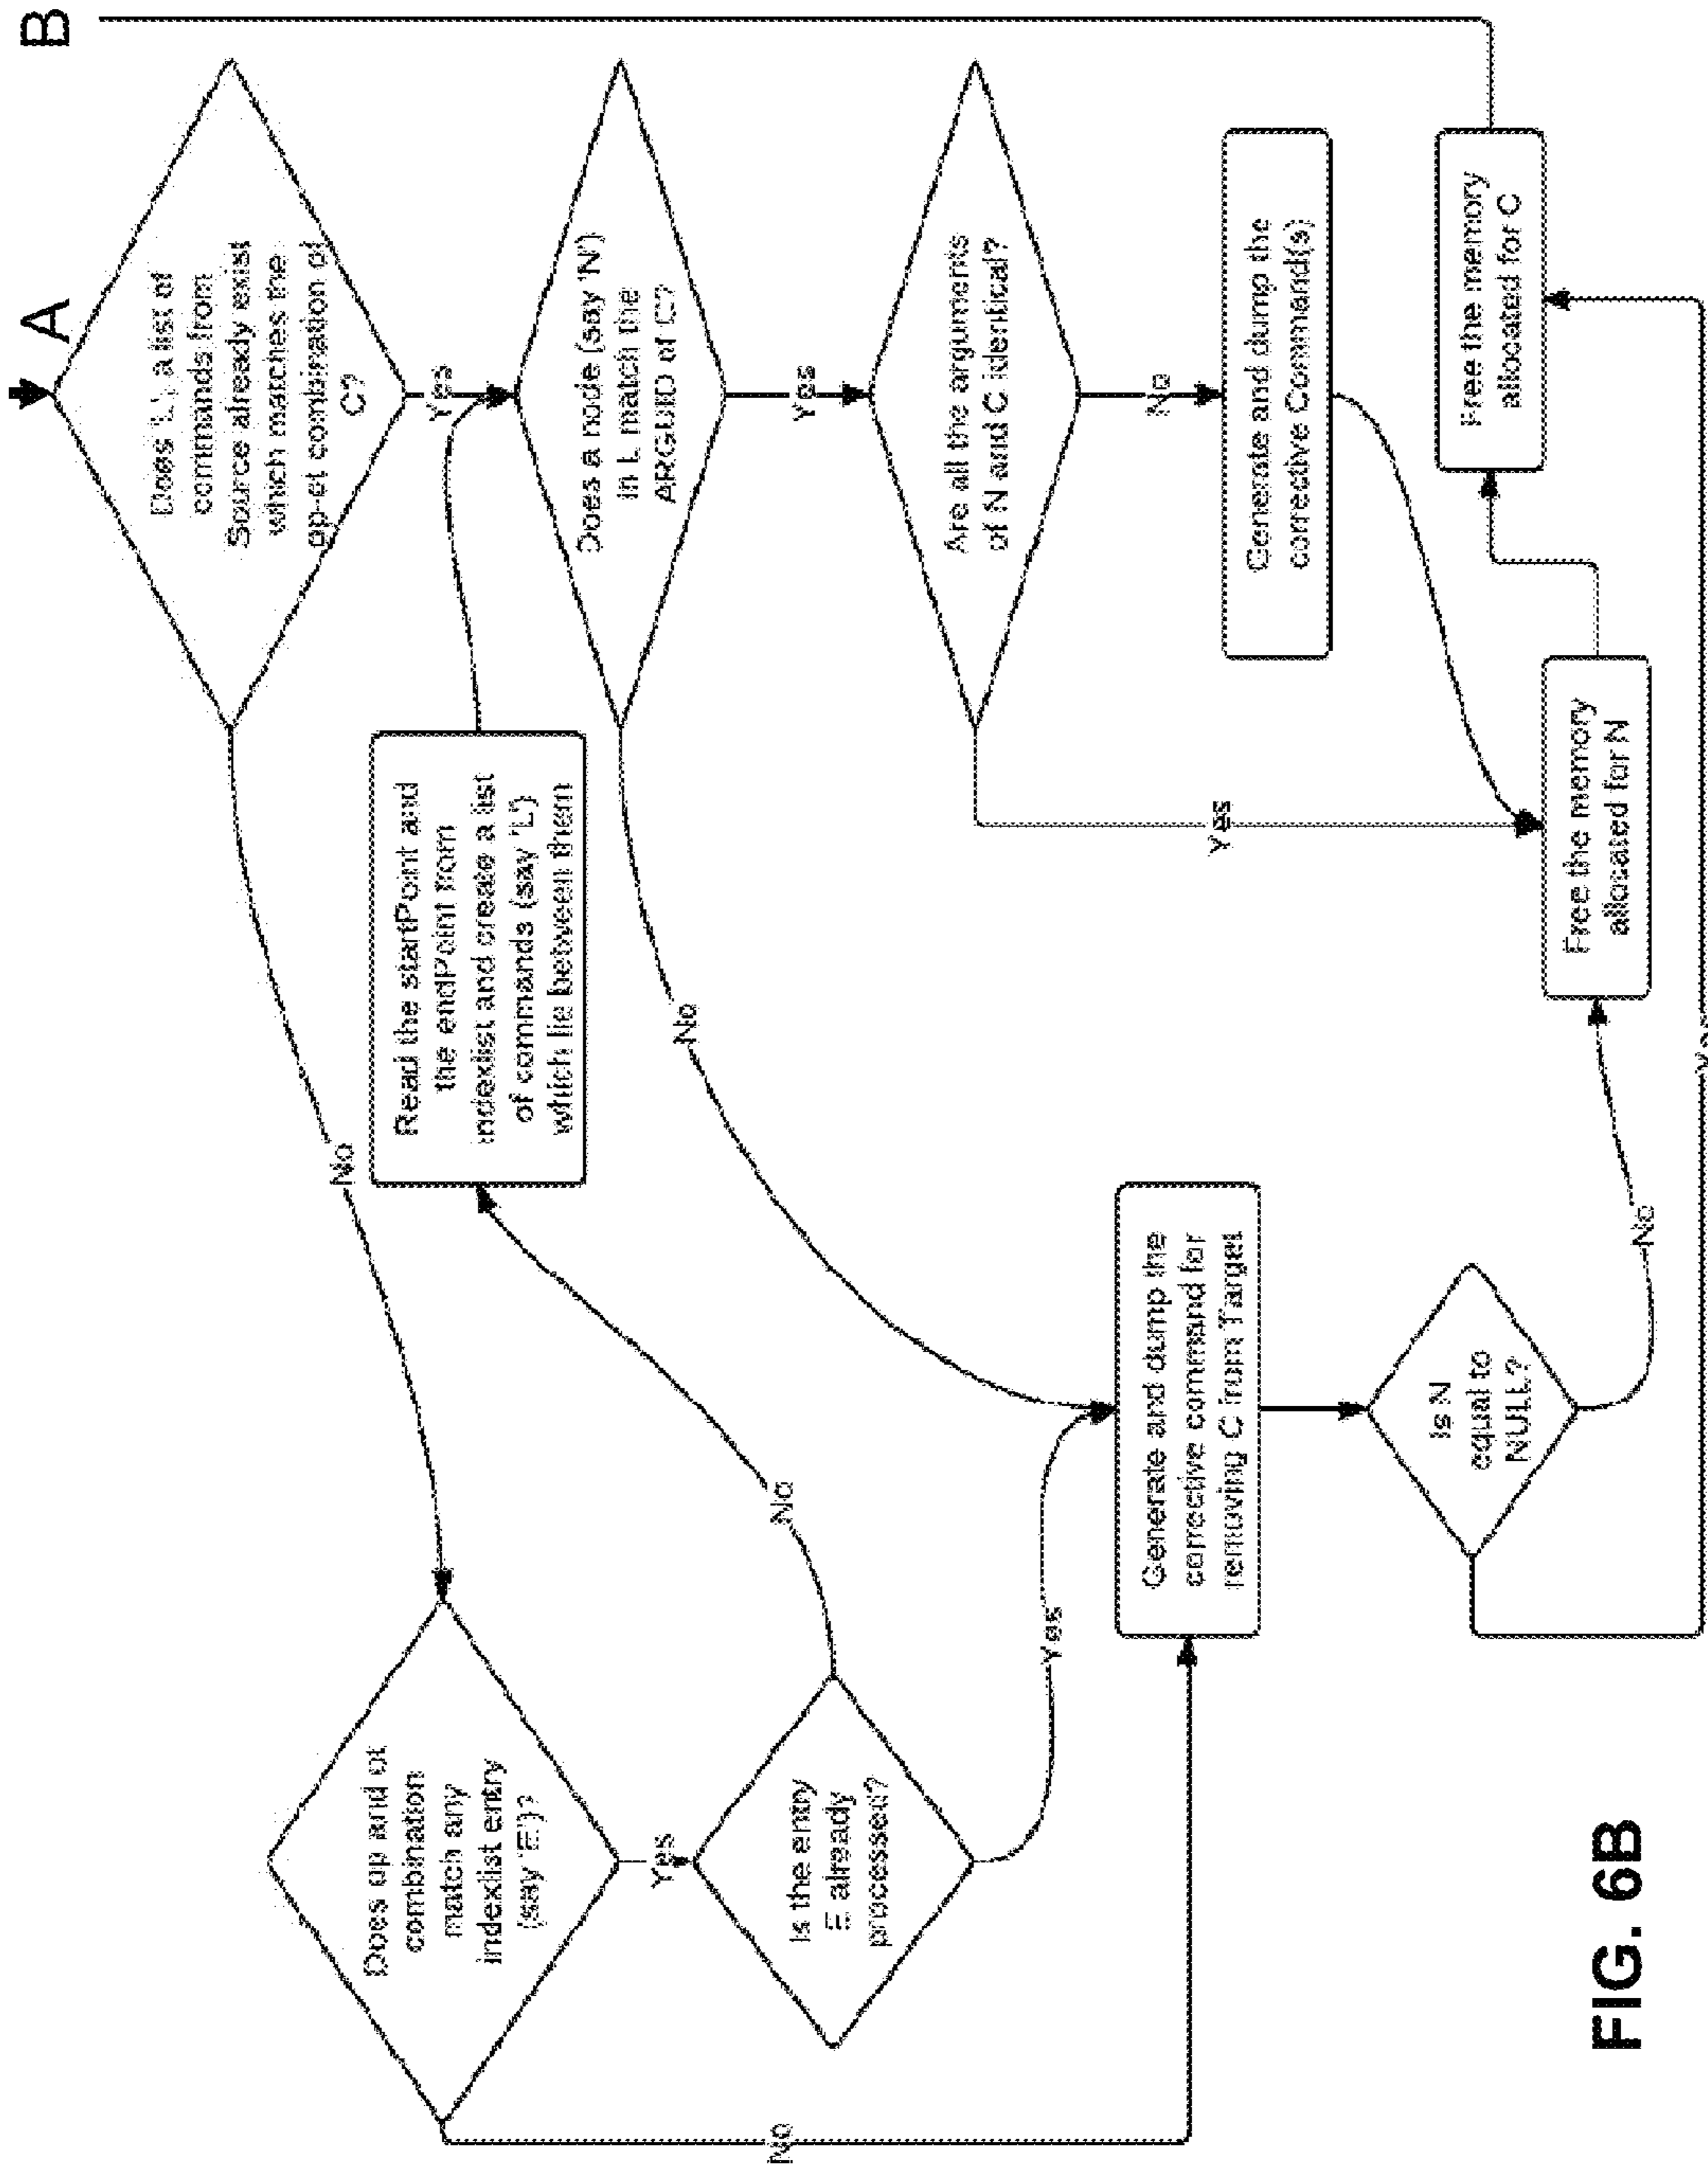 A
B
Does 'L', a list of
commands from
Source already exist
which matches the
op-ot combination of
C?
No
Yes
Does op and ot
combination
match any
indexlist entry
(say 'E')?
Read the startPoint and
the endPoint from
indexlist and create a list
of commands (say 'L')
which lie between them
Does a node (say 'N')
in L match the
ARGUID of C?
Yes
No
No
Yes
Is the entry
E already
processed?
Are all the arguments
of N and C identical?
No
Yes
Yes
No
Generate and dump the
corrective command for
removing C from Target
Generate and dump the
corrective Command(s)
Is N
equal to
NULL?
No
Yes
Free the memory
allocated for N
Free the memory
allocated for C
FIG. 6B